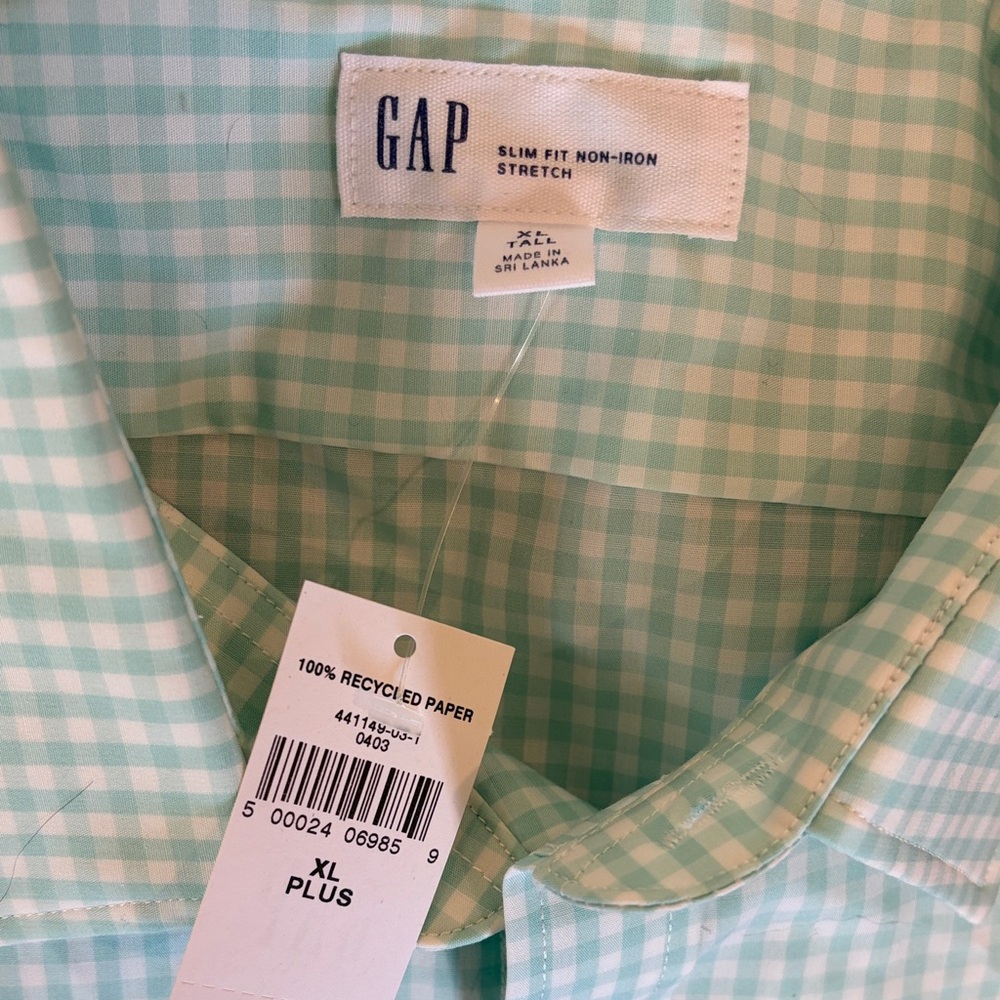 GAP
SLIM FIT NON-IRON
STRETCH
XL
TALL
MADE IN
SRI LANKA
100% RECYCLED PAPER
441149-03-1
0403
5 00024 06985 9
XL
PLUS